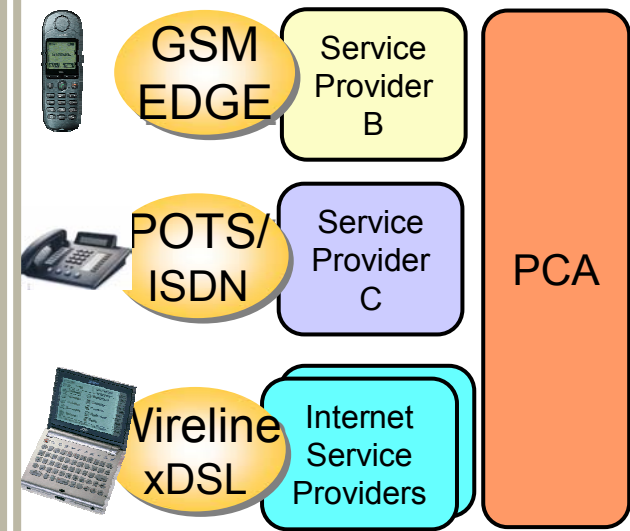 GSM
EDGE
Service
Provider
B
POTS/
ISDN
Service
Provider
C
PCA
Wireline
xDSL
Internet
Service
Providers